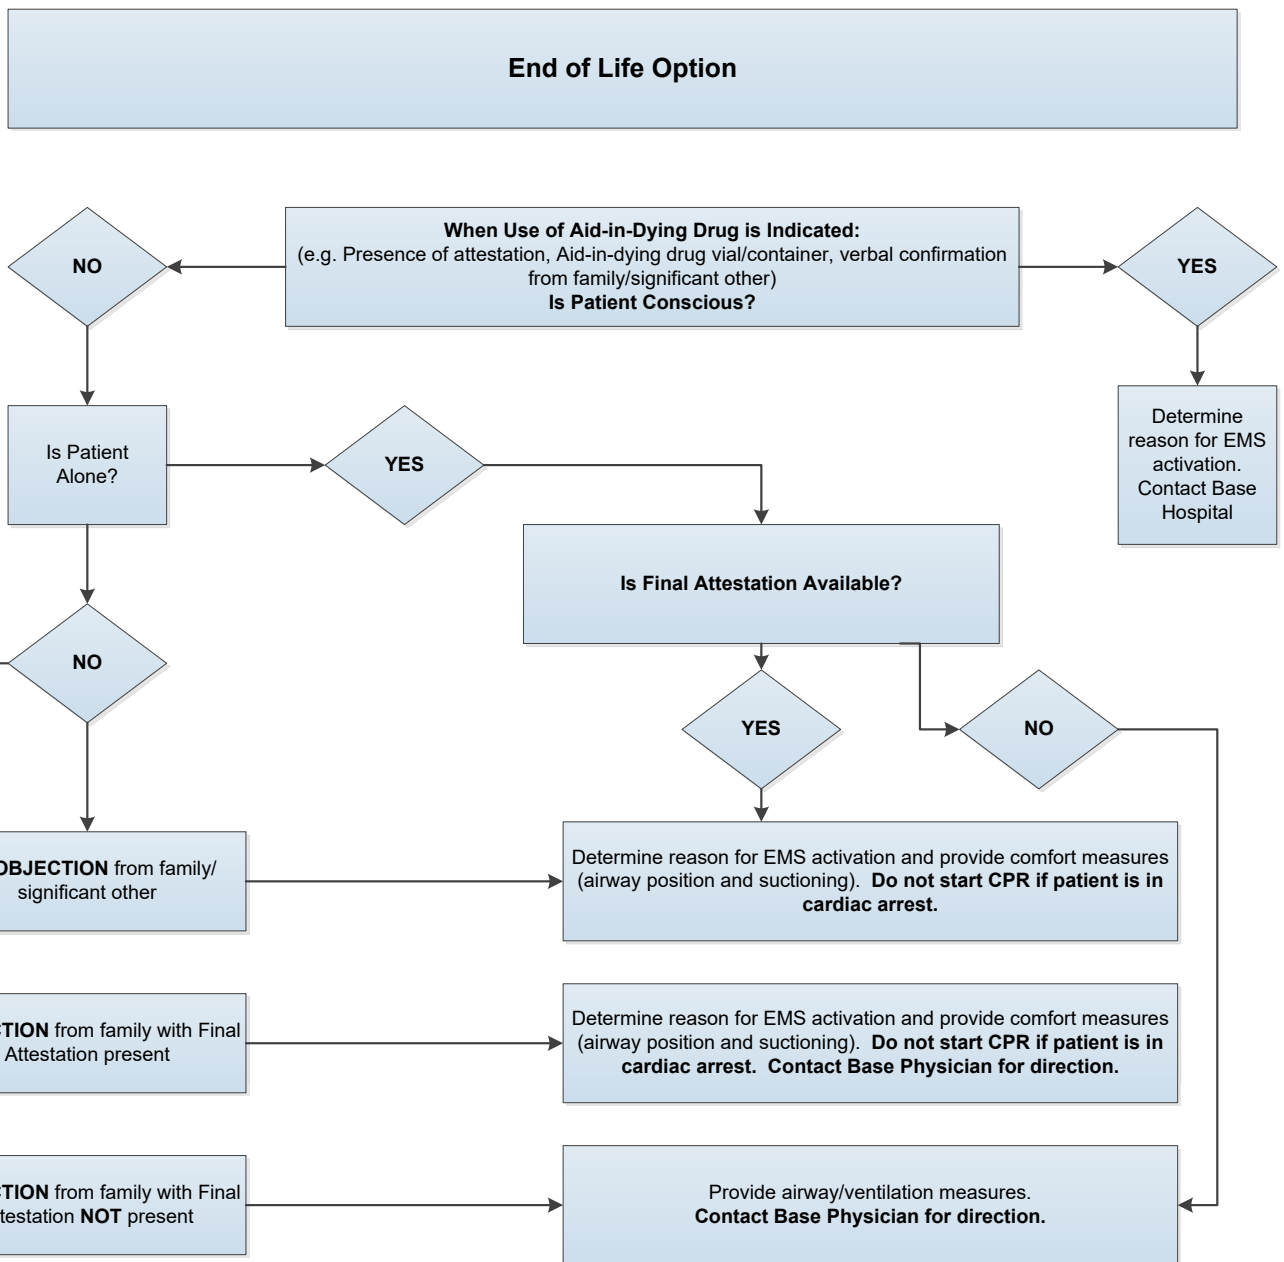 End of Life Option
When Use of Aid-in-Dying Drug is Indicated:
(e.g. Presence of attestation, Aid-in-dying drug vial/container, verbal confirmation
from family/significant other)
Is Patient Conscious?
NO
YES
Determine
reason for EMS
activation.
Contact Base
Hospital
Is Patient
Alone?
YES
Is Final Attestation Available?
NO
YES
NO
OBJECTION from family/
significant other
Determine reason for EMS activation and provide comfort measures
(airway position and suctioning). Do not start CPR if patient is in
cardiac arrest.
from family with Final
Attestation present
Determine reason for EMS activation and provide comfort measures
(airway position and suctioning). Do not start CPR if patient is in
cardiac arrest. Contact Base Physician for direction.
from family with Final
NOT present
Provide airway/ventilation measures.
Contact Base Physician for direction.